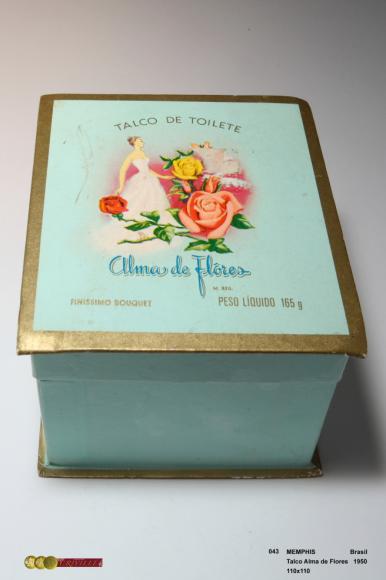 TALCO DE TOILETE
Alma de Flôres
M. REG.
FINISSIMO BOUQUET
PESO LÍQUIDO 165 g
043 MEMPHIS Brasil
Talco Alma de Flores 1950
110x110